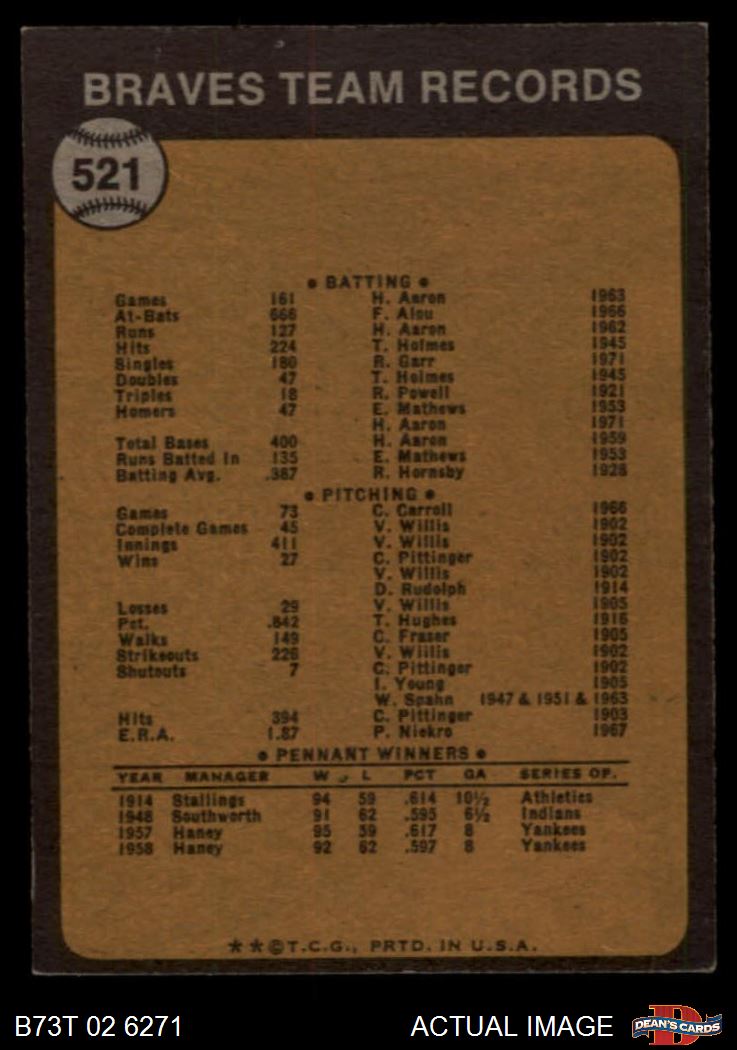 BRAVES TEAM RECORDS
521
• BATTING •
Games 161 H. Aaron 1963
At-Bats 666 F. Alou 1966
Runs 127 H. Aaron 1962
Hits 224 T. Holmes 1945
Singles 180 R. Garr 1971
Doubles 47 T. Holmes 1945
Triples 18 R. Powell 1921
Homers 47 E. Mathews 1953
H. Aaron 1971
Total Bases 400 H. Aaron 1959
Runs Batted In 135 E. Mathews 1953
Batting Avg. .387 R. Hornsby 1928
• PITCHING •
Games 73 C. Carroll 1966
Complete Games 45 V. Willis 1902
Innings 411 V. Willis 1902
Wins 27 C. Pittinger 1902
V. Willis 1902
D. Rudolph 1914
Losses 29 V. Willis 1905
Pct. .842 T. Hughes 1916
Walks 149 C. Fraser 1905
Strikeouts 226 V. Willis 1902
Shutouts 7 C. Pittinger 1902
I. Young 1905
W. Spahn 1947 & 1951 & 1963
Hits 394 C. Pittinger 1903
E.R.A. 1.87 P. Niekro 1967
• PENNANT WINNERS •
YEAR MANAGER W L PCT GA SERIES OP.
1914 Stallings 94 59 .614 10½ Athletics
1948 Southworth 91 62 .595 6½ Indians
1957 Haney 95 59 .617 8 Yankees
1958 Haney 92 62 .597 8 Yankees
★★©T.C.G., PRTD. IN U.S.A.
B73T 02 6271 ACTUAL IMAGE DEAN'S CARDS